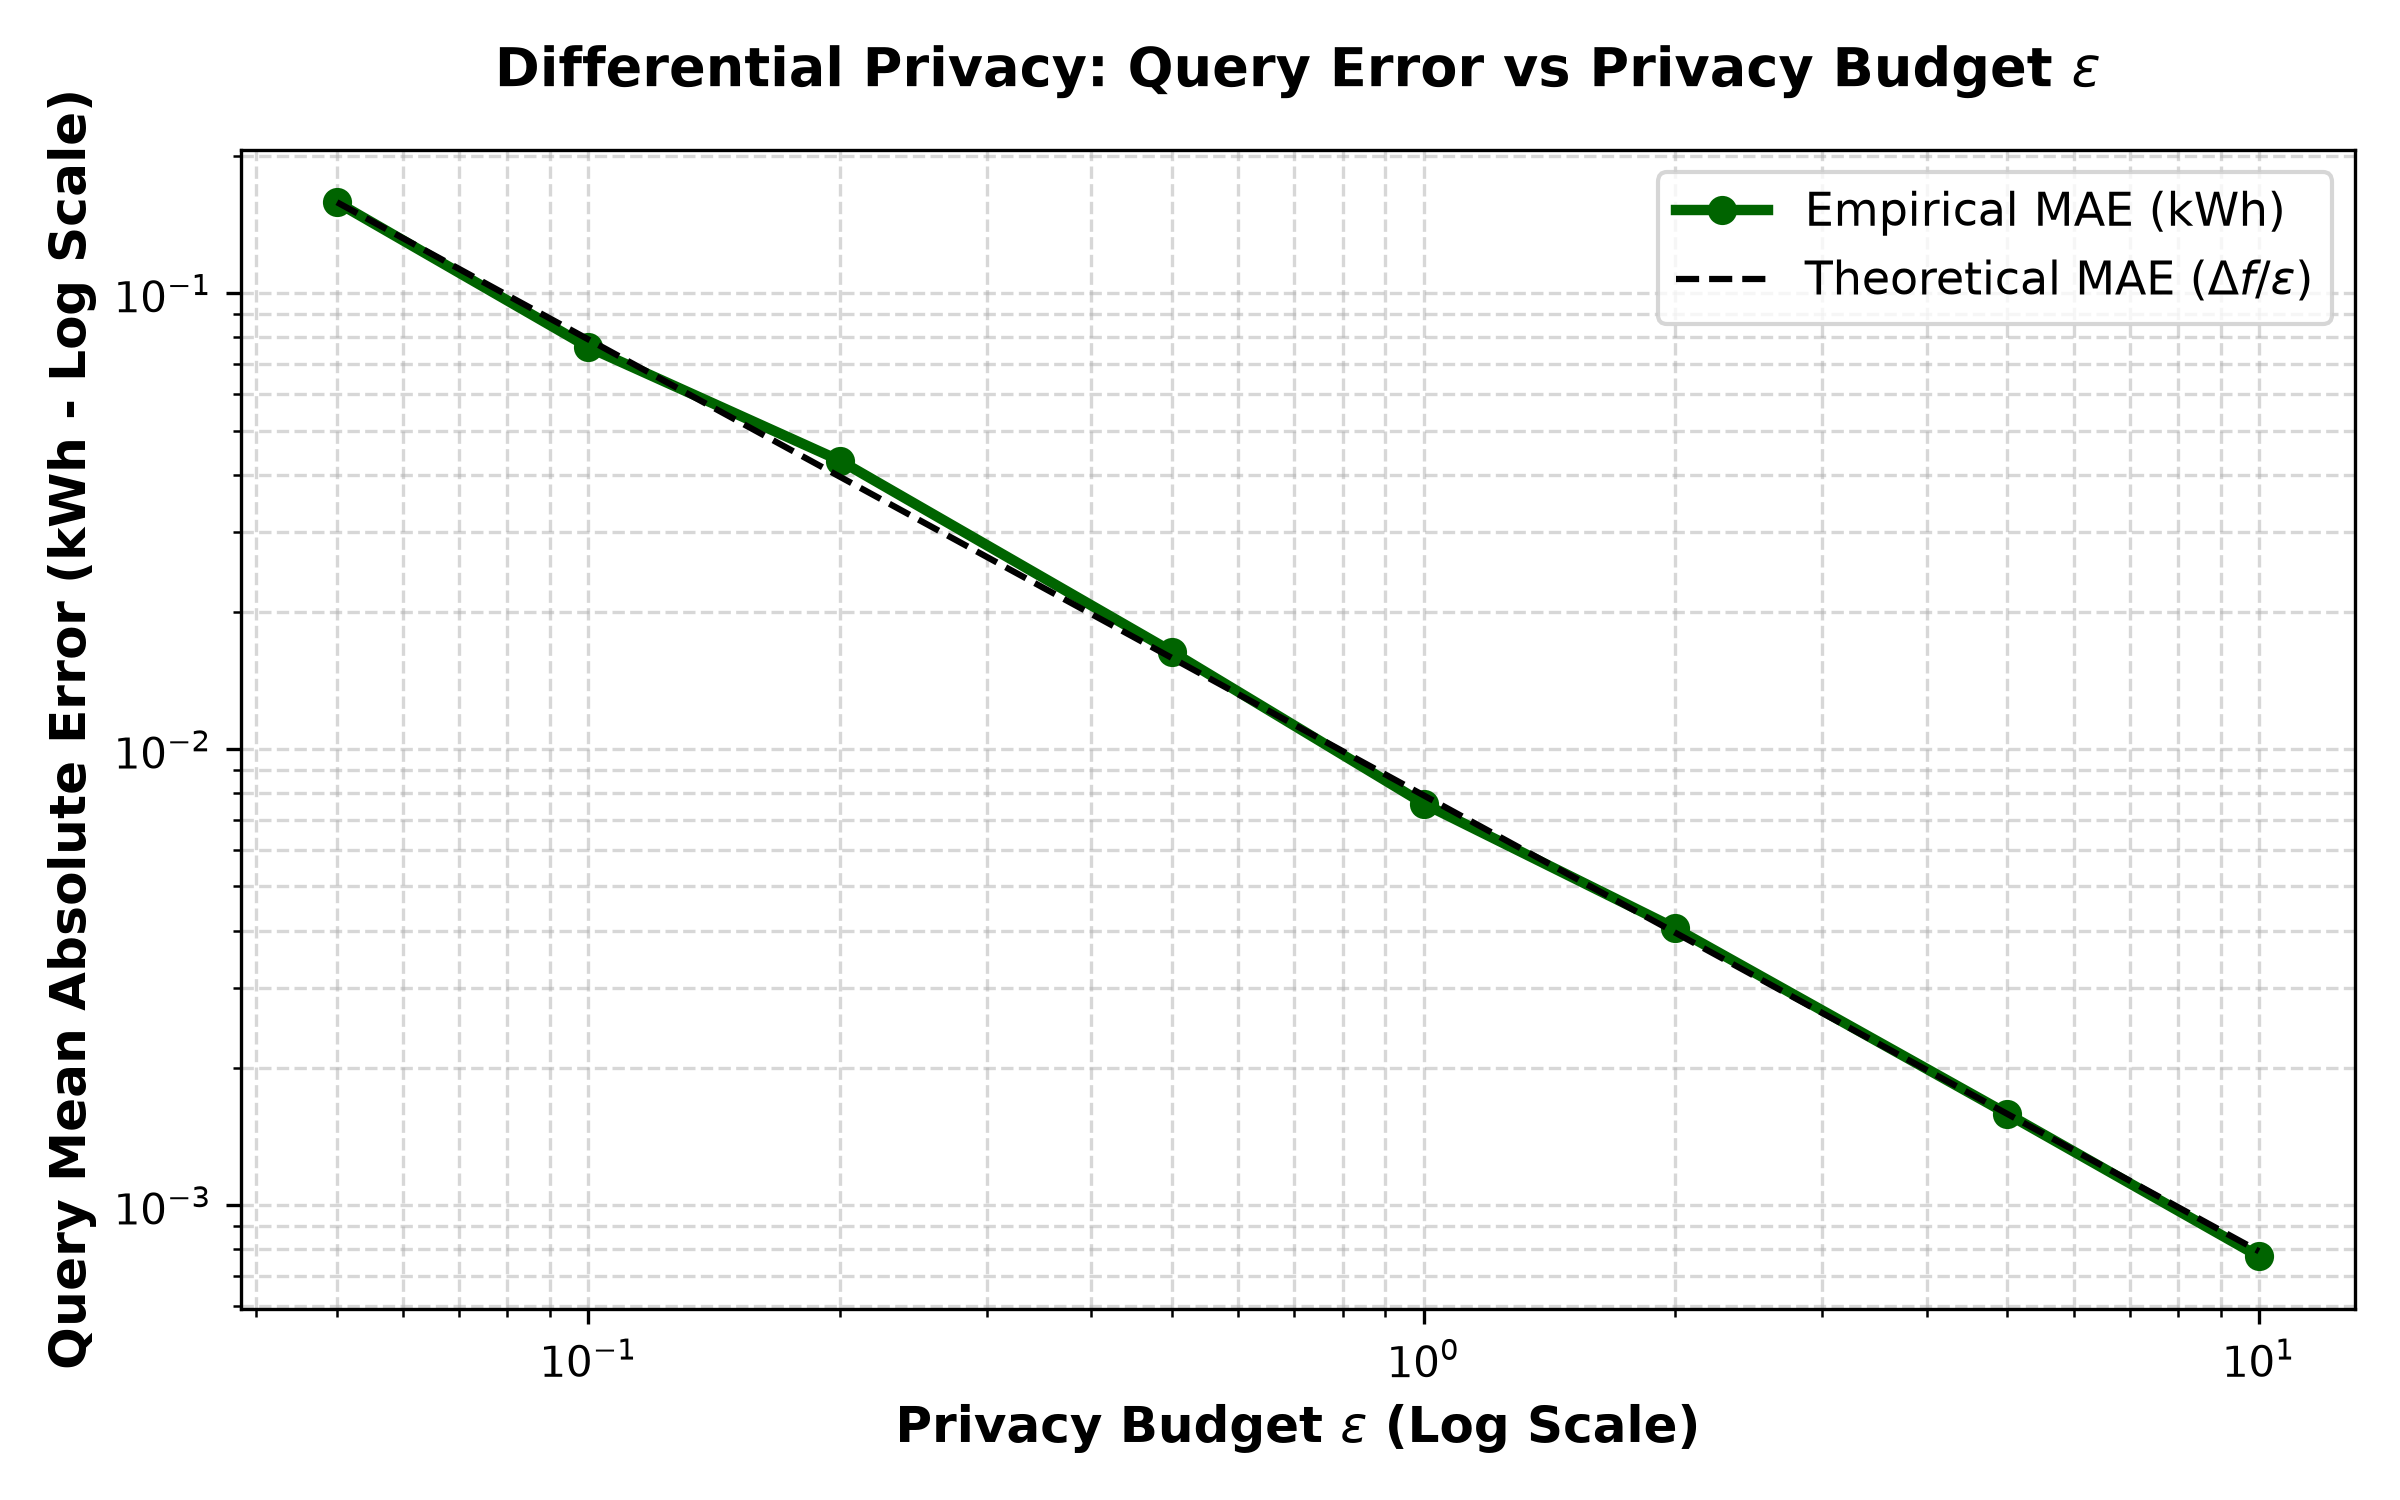 Differential Privacy: Query Error vs Privacy Budget ε
Query Mean Absolute Error (kWh - Log Scale)
10⁻¹
10⁻²
10⁻³
Empirical MAE (kWh)
Theoretical MAE (Δf/ε)
10⁻¹
10⁰
10¹
Privacy Budget ε (Log Scale)